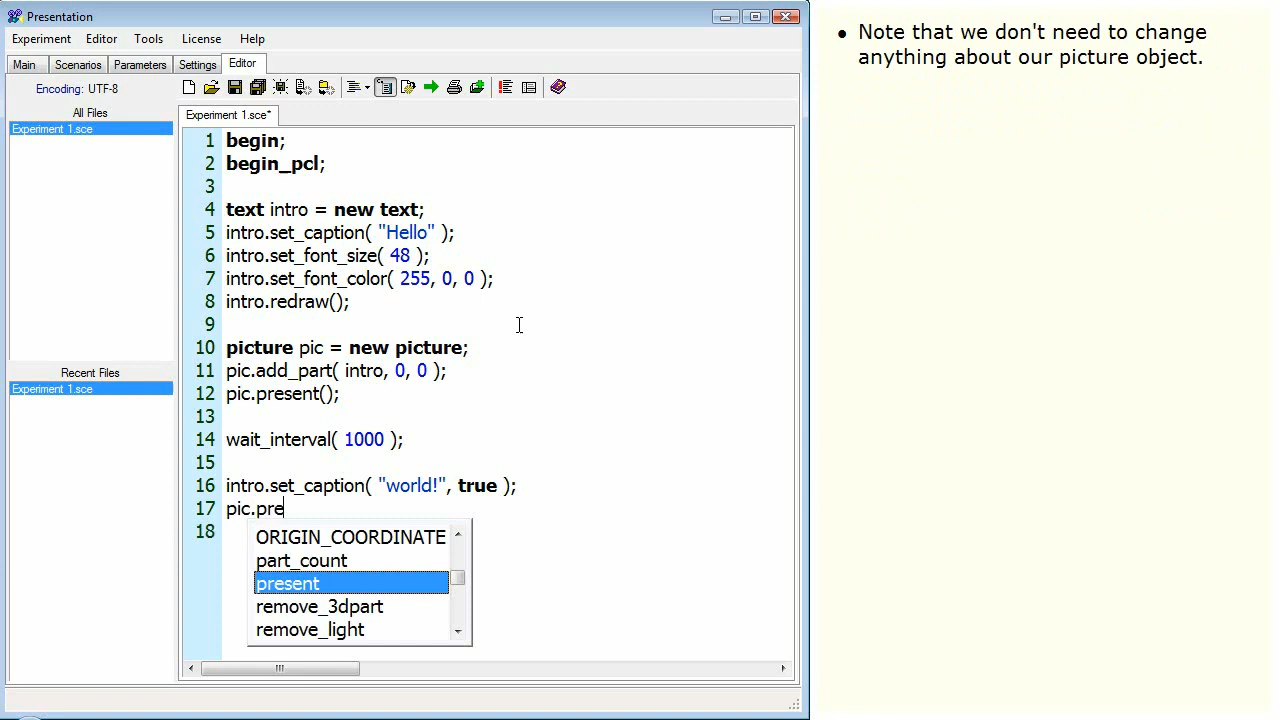 Presentation
Experiment Editor Tools License Help
Main Scenarios Parameters Settings Editor
Encoding: UTF-8
All Files
Experiment 1.sce
Recent Files
Experiment 1.sce
Experiment 1.sce*
1 begin;
2 begin_pcl;
3
4 text intro = new text;
5 intro.set_caption( "Hello" );
6 intro.set_font_size( 48 );
7 intro.set_font_color( 255, 0, 0 );
8 intro.redraw();
9
10 picture pic = new picture;
11 pic.add_part( intro, 0, 0 );
12 pic.present();
13
14 wait_interval( 1000 );
15
16 intro.set_caption( "world!", true );
17 pic.pre
18
ORIGIN_COORDINATE
part_count
present
remove_3dpart
remove_light
• Note that we don't need to change
anything about our picture object.